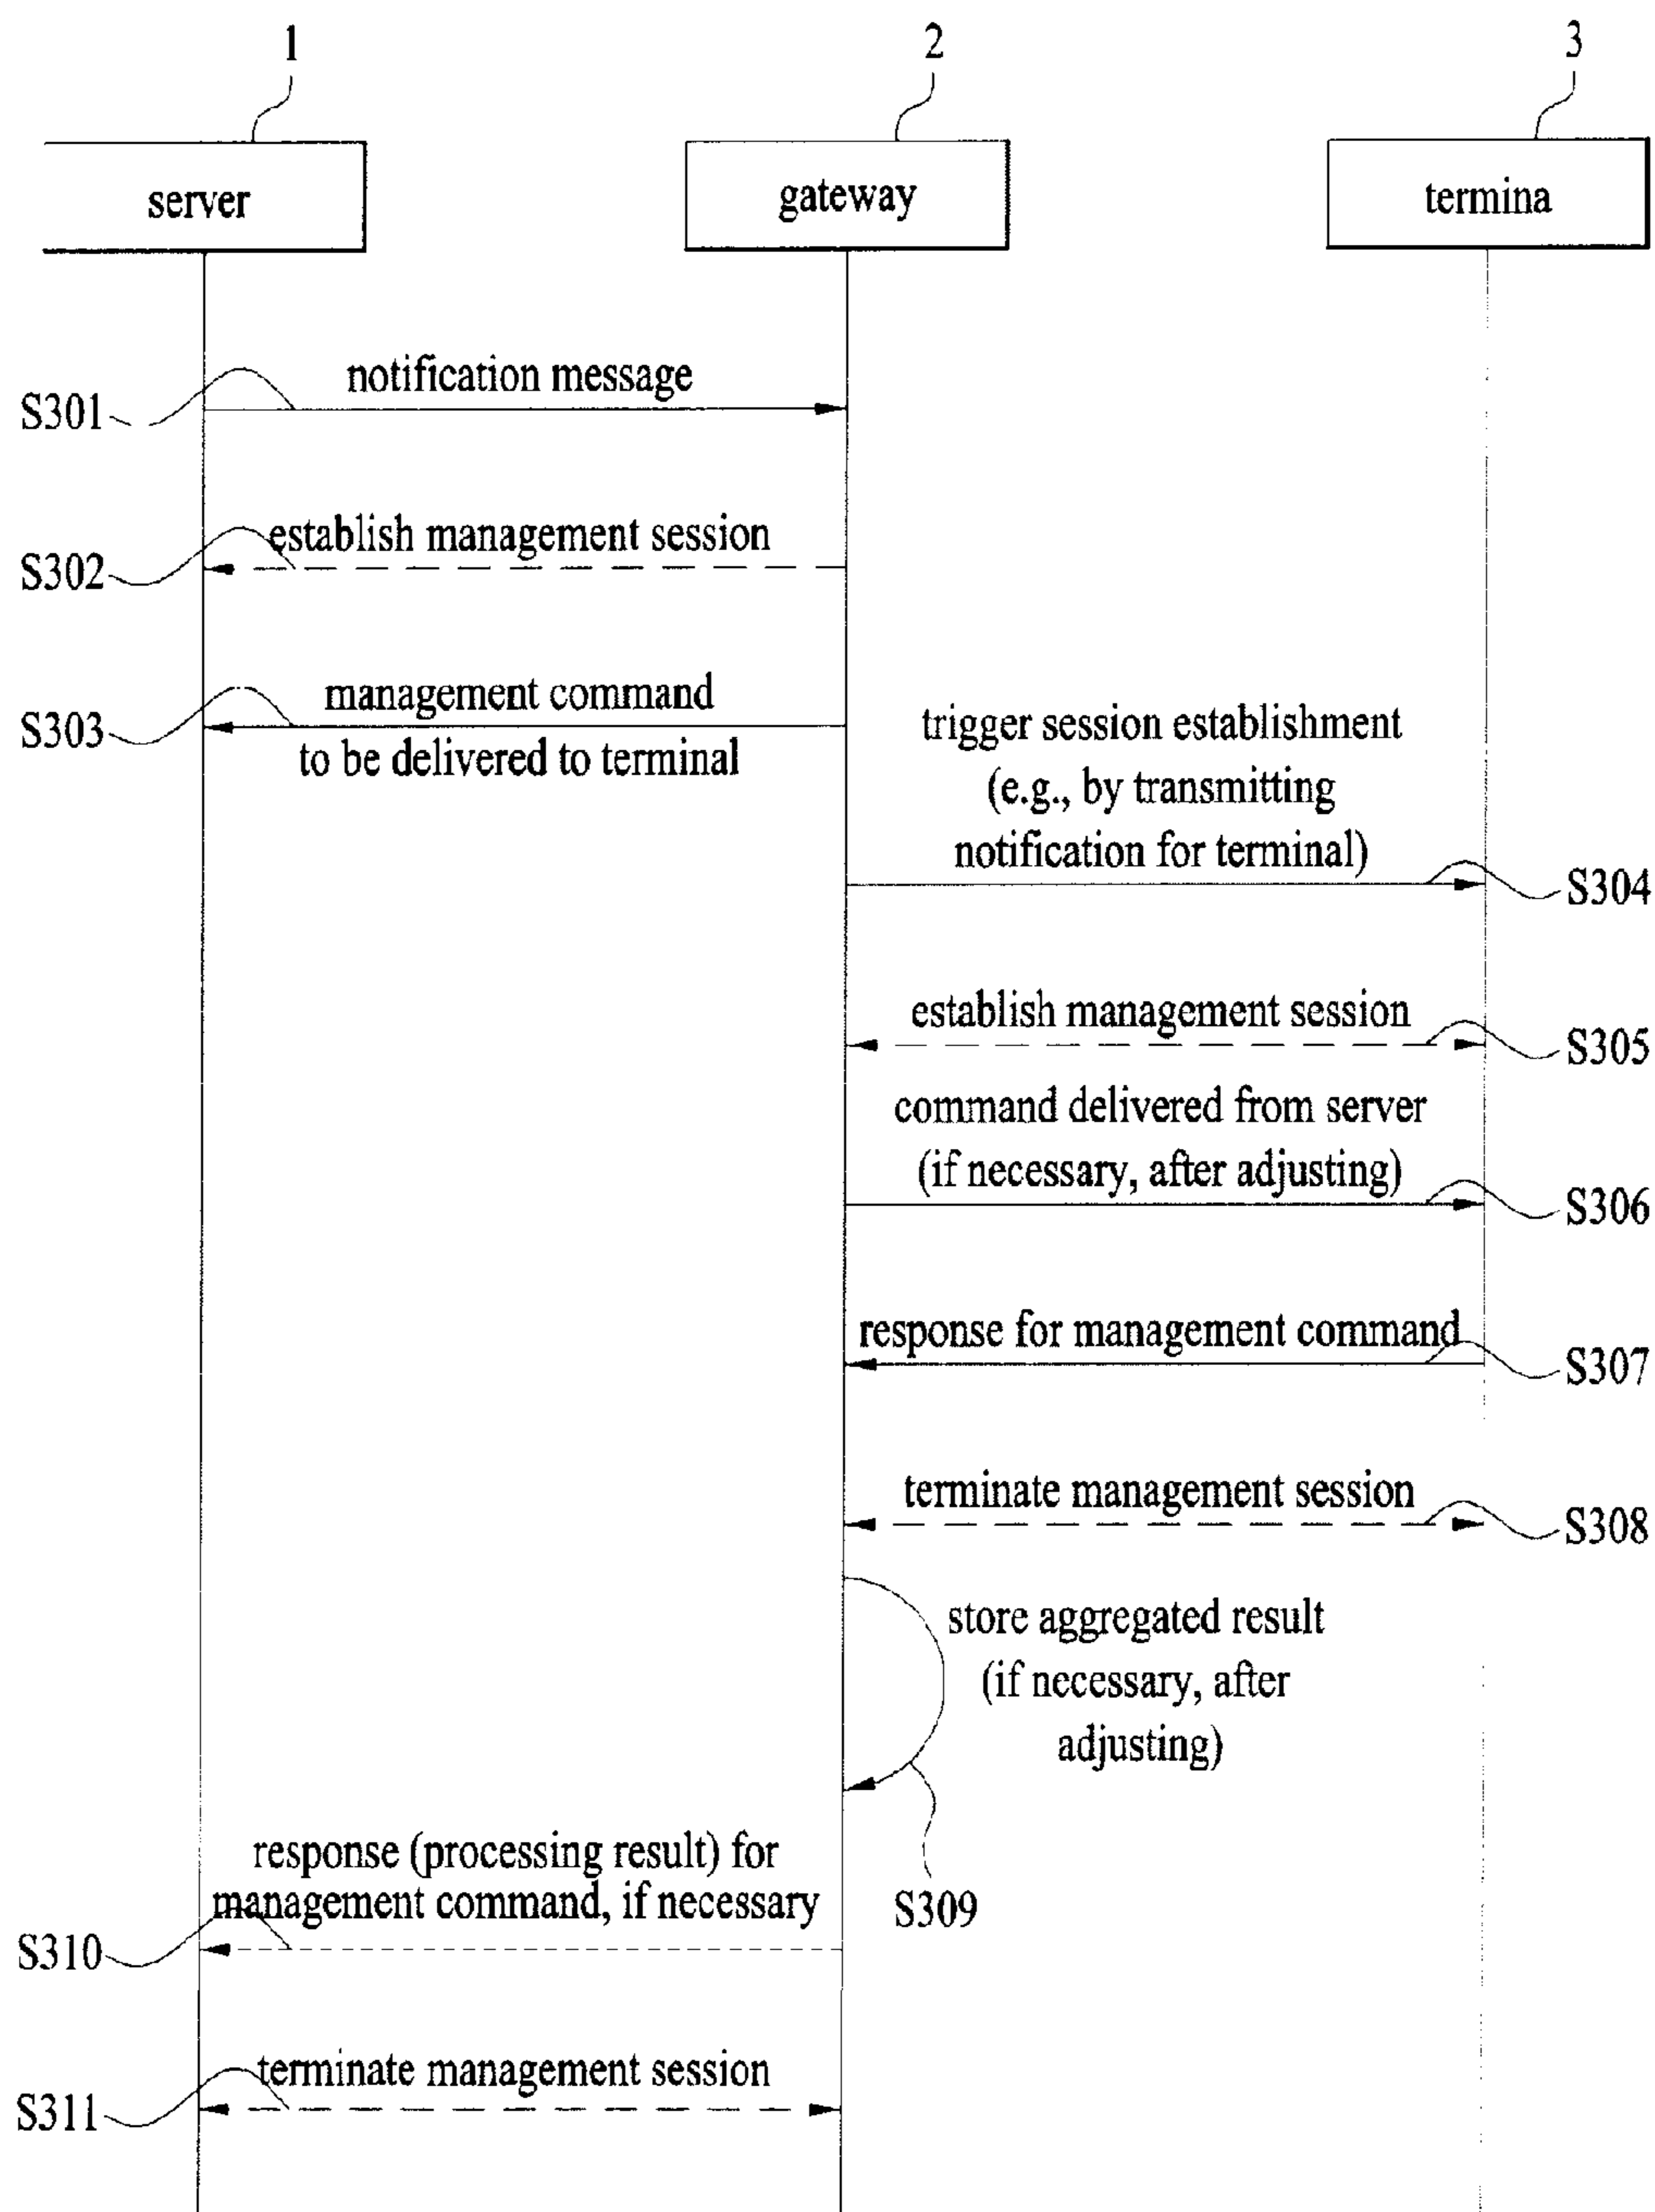 1
2
3
server
gateway
termina
notification message
S301
establish management session
S302
management command
to be delivered to terminal
S303
trigger session establishment
(e.g., by transmitting
notification for terminal)
S304
establish management session
S305
command delivered from server
(if necessary, after adjusting)
S306
response for management command
S307
terminate management session
S308
store aggregated result
(if necessary, after
adjusting)
S309
response (processing result) for
management command, if necessary
S310
terminate management session
S311